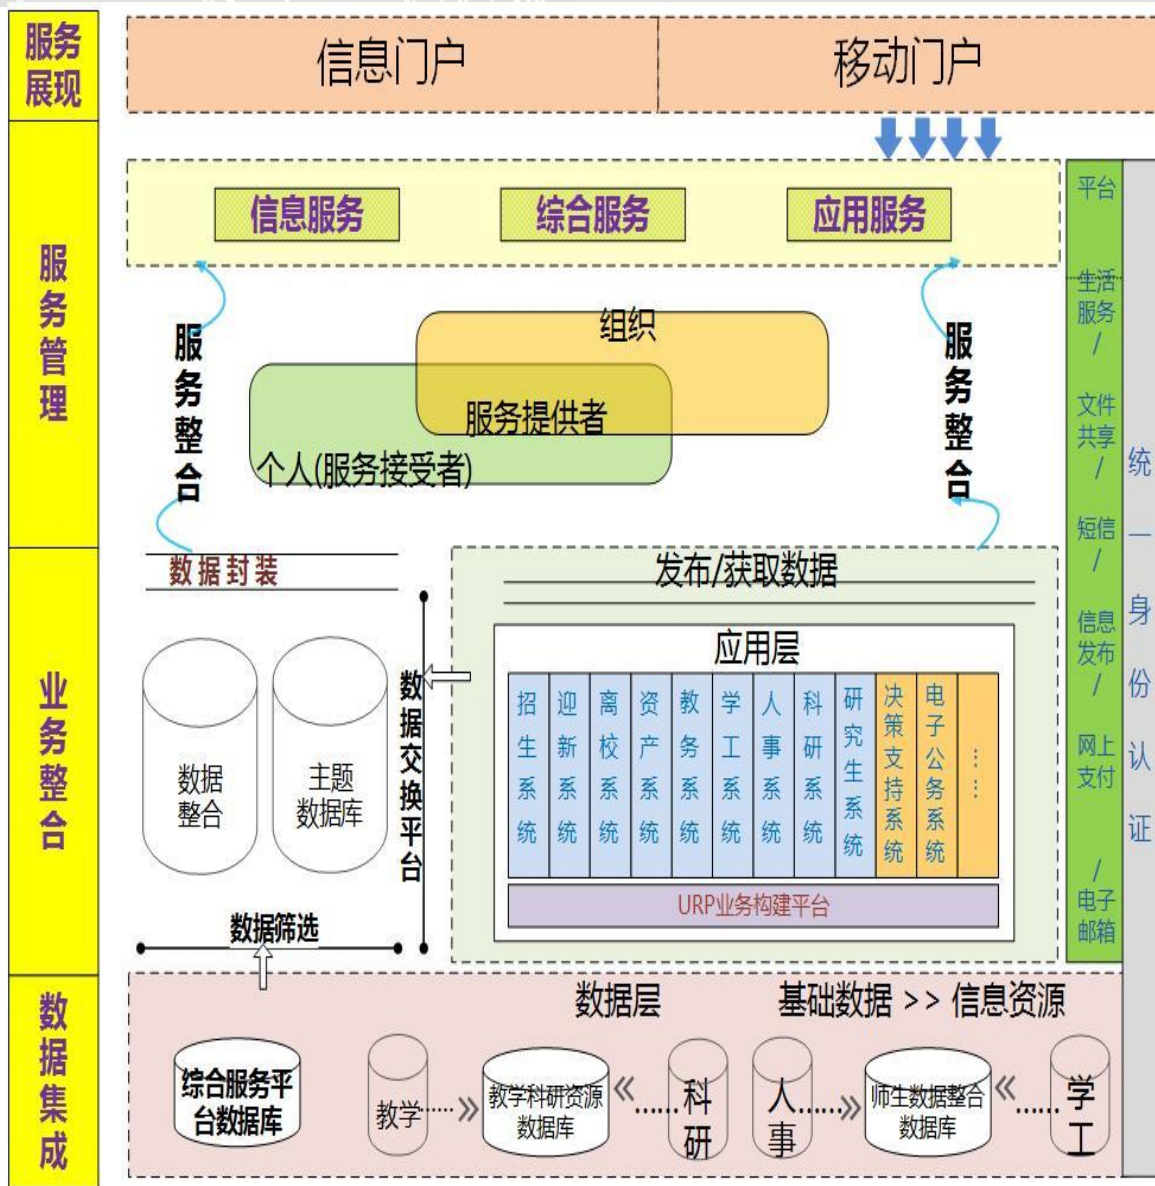 服务
展现
信息门户
移动门户
服务管理
信息服务
综合服务
应用服务
服务整合
组织
服务提供者
个人(服务接受者)
服务整合
平台
生活
服务
/
文件
共享
/
短信
/
信息
发布
/
网上
支付
/
电子
邮箱
统一身份认证
业务整合
数据封装
数据
整合
主题
数据库
数据交换平台
数据筛选
发布/获取数据
应用层
招生系统
迎新系统
离校系统
资产系统
教务系统
学工系统
人事系统
科研系统
研究生系统
决策支持系统
电子公务系统
……
URP业务构建平台
数据集成
数据层
基础数据 >> 信息资源
综合服务平
台数据库
教学
……
教学科研资源
数据库
……
科研
人事
……
师生数据整合
数据库
……
学工